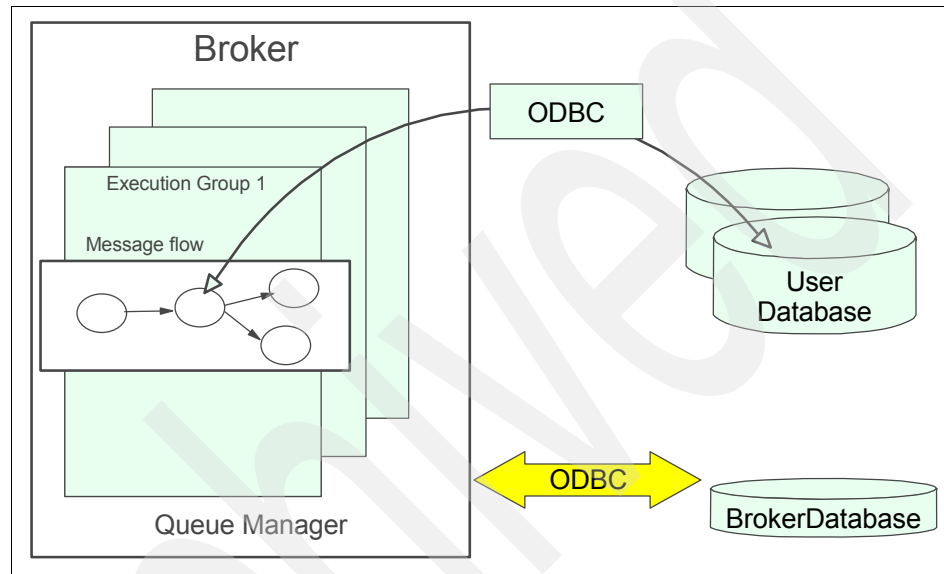 Broker
ODBC
Execution Group 1
Message flow
User
Database
ODBC
BrokerDatabase
Queue Manager